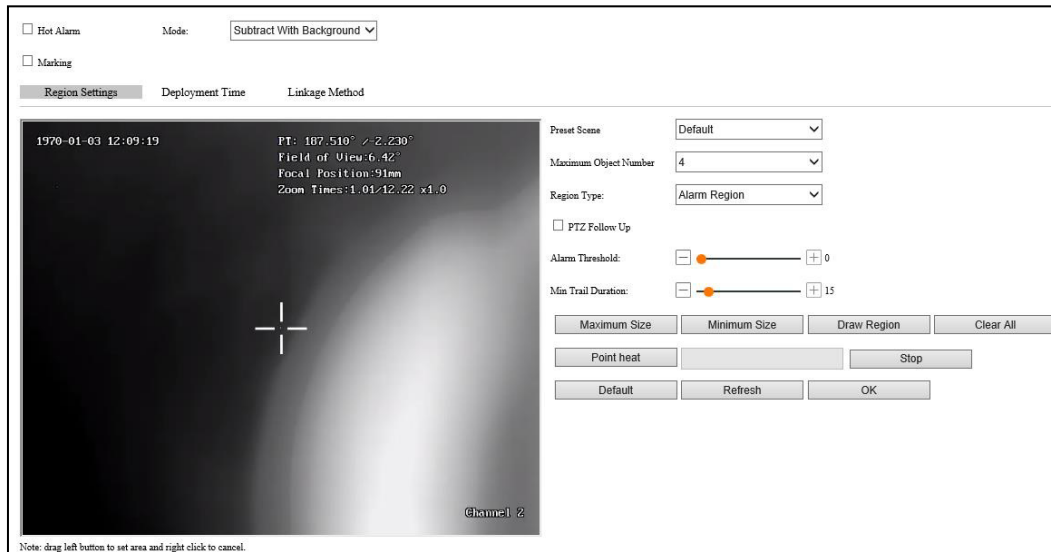 Hot Alarm Mode: Subtract With Background
Marking
Region Settings Deployment Time Linkage Method
1970-01-03 12:09:19
PT: 187.510° /-2.230°
Field of View:6.42°
Focal Position:91mm
Zoom Times:1.01/12.22 x1.0
Channel 2
Preset Scene Default
Maximum Object Number 4
Region Type: Alarm Region
PTZ Follow Up
Alarm Threshold: 0
Min Trail Duration: 15
Maximum Size Minimum Size Draw Region Clear All
Point heat Stop
Default Refresh OK
Note: drag left button to set area and right click to cancel.